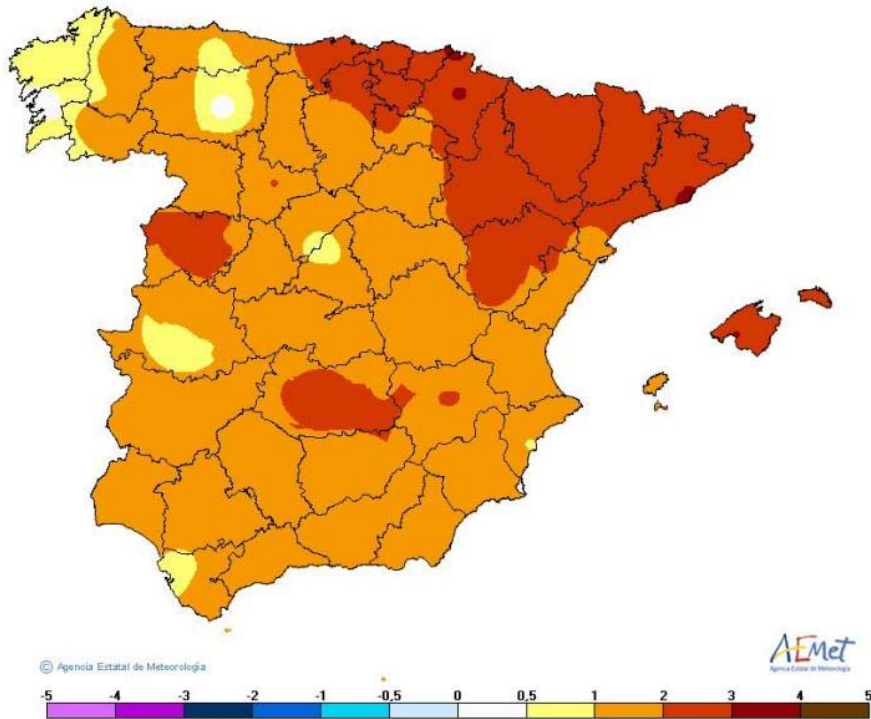 © Agencia Estatal de Meteorología
AEMet
Agencia Estatal de Meteorología
-5 -4 -3 -2 -1 -0,5 0 0,5 1 2 3 4 5